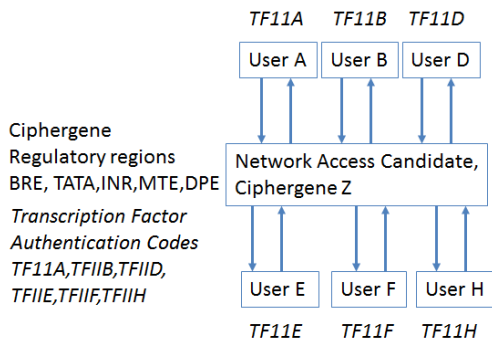 TF11A TF11B TF11D
User A User B User D
Ciphergene
Regulatory regions
BRE, TATA,INR,MTE,DPE
Transcription Factor
Authentication Codes
TF11A,TFIIB,TFIID,
TFIIE,TFIIF,TFIIH
Network Access Candidate,
Ciphergene Z
User E User F User H
TF11E TF11F TF11H